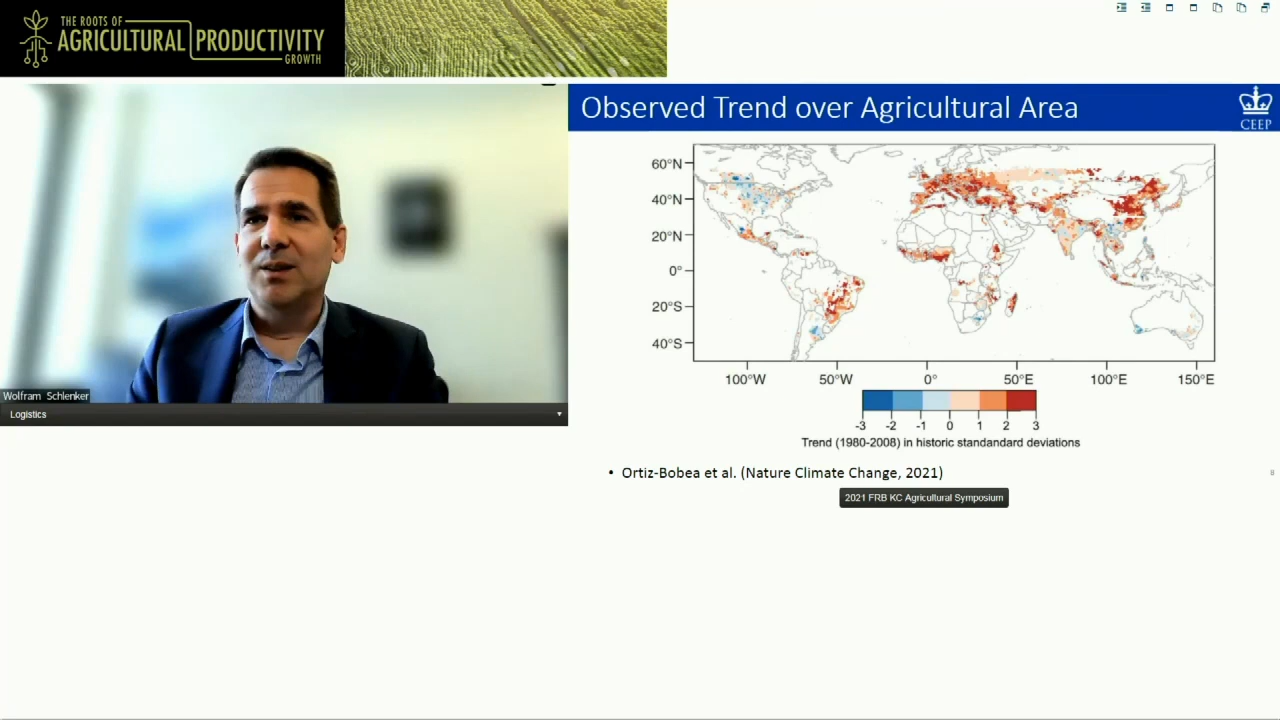 THE ROOTS OF
AGRICULTURAL PRODUCTIVITY
GROWTH
Observed Trend over Agricultural Area
CEEP
60°N
40°N
20°N
0°
20°S
40°S
100°W 50°W 0° 50°E 100°E 150°E
-3 -2 -1 0 1 2 3
Trend (1980-2008) in historic standandard deviations
• Ortiz-Bobea et al. (Nature Climate Change, 2021)
8
2021 FRB KC Agricultural Symposium
Wolfram Schlenker
Logistics